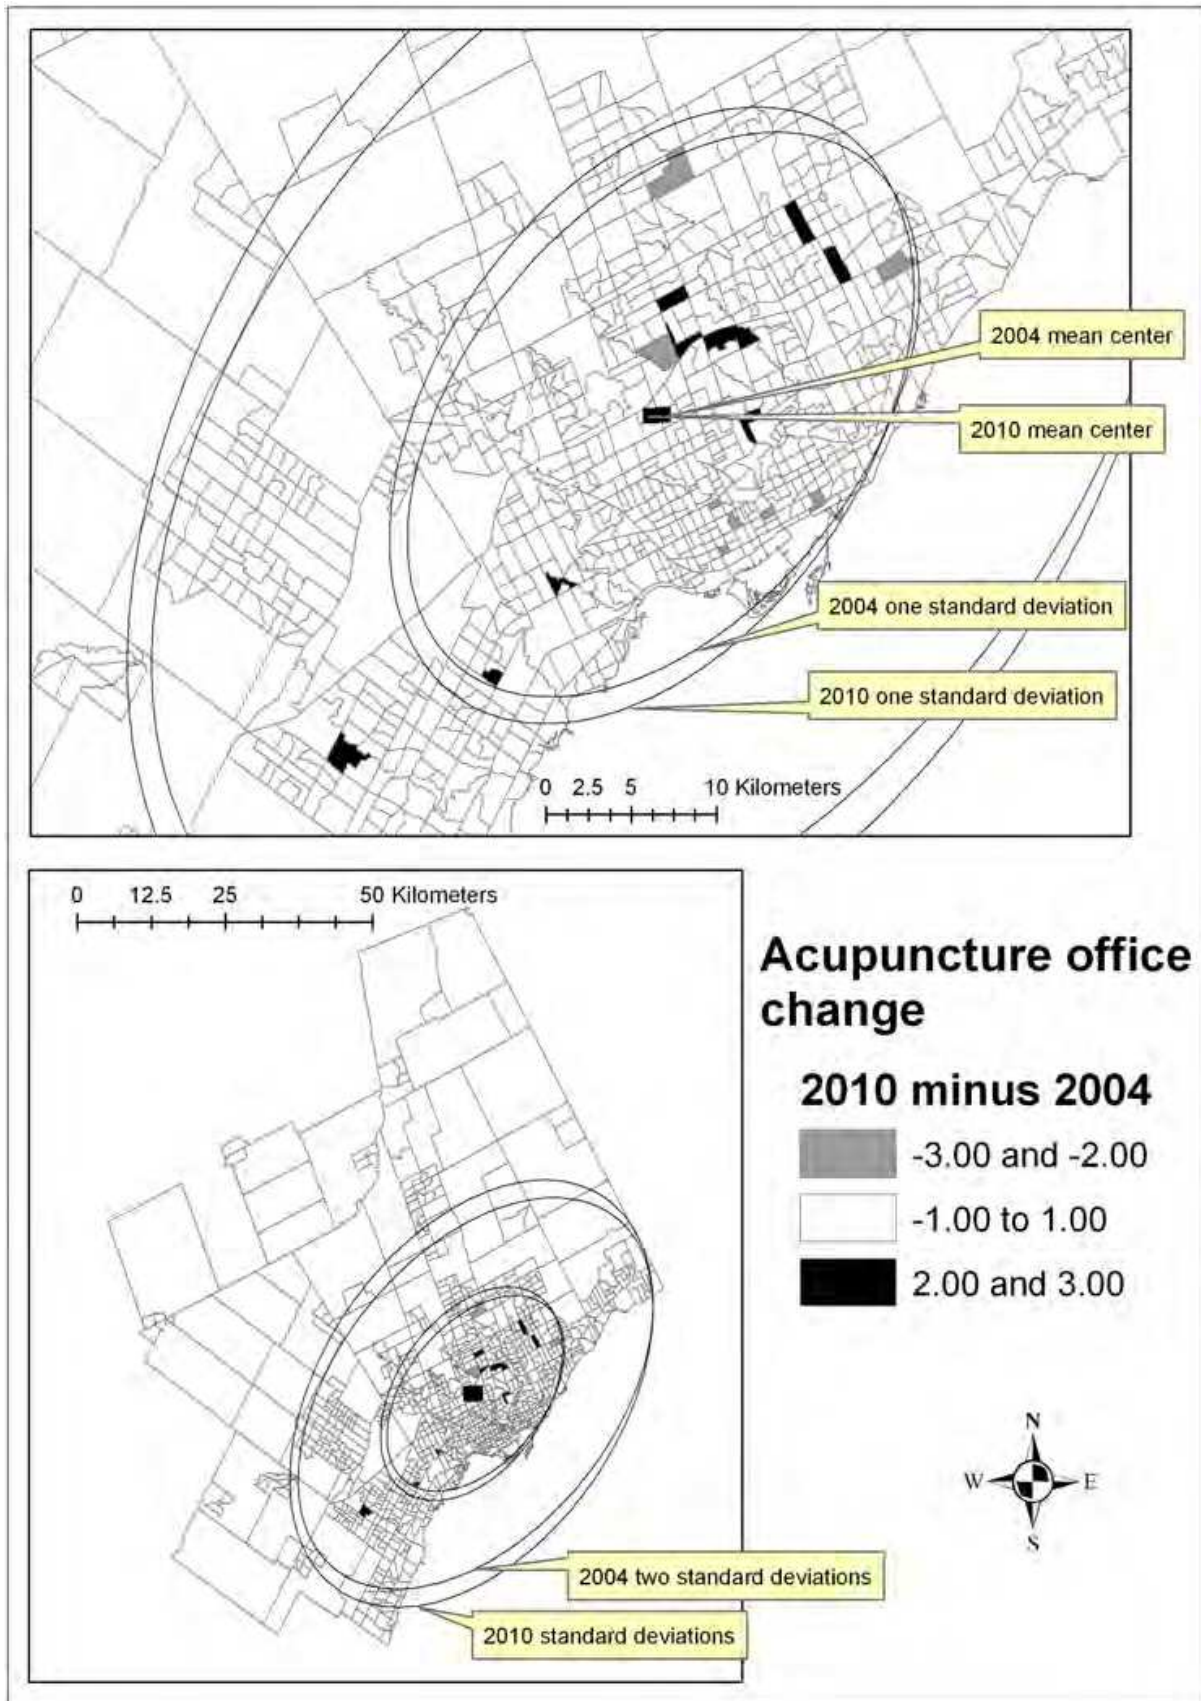 2004 mean center
2010 mean center
2004 one standard deviation
2010 one standard deviation
0 2.5 5 10 Kilometers
0 12.5 25 50 Kilometers
Acupuncture office
change
2010 minus 2004
-3.00 and -2.00
-1.00 to 1.00
2.00 and 3.00
N
W E
S
2004 two standard deviations
2010 standard deviations